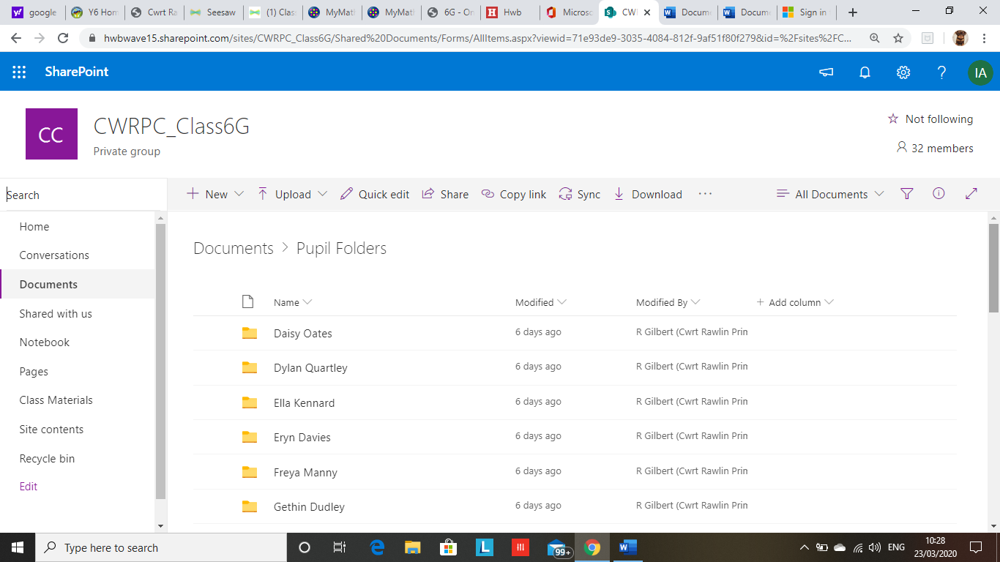 google
Y6 Hom
Cwrt Ra
Seesaw
(1) Clas
MyMath
MyMath
6G - On
Hwb
Microso
CWR
Docume
Docume
Sign in
hwbwave15.sharepoint.com/sites/CWRPC_Class6G/Shared%20Documents/Forms/AllItems.aspx?viewid=71e93de9-3035-4084-812f-9af51f80f279&id=%2Fsites%2FC...
SharePoint
IA
CC
CWRPC_Class6G
Private group
Not following
32 members
Search
New
Upload
Quick edit
Share
Copy link
Sync
Download
...
All Documents
Home
Conversations
Documents
Shared with us
Notebook
Pages
Class Materials
Site contents
Recycle bin
Edit
Documents > Pupil Folders
Name Modified Modified By + Add column
Daisy Oates 6 days ago R Gilbert (Cwrt Rawlin Prin
Dylan Quartley 6 days ago R Gilbert (Cwrt Rawlin Prin
Ella Kennard 6 days ago R Gilbert (Cwrt Rawlin Prin
Eryn Davies 6 days ago R Gilbert (Cwrt Rawlin Prin
Freya Manny 6 days ago R Gilbert (Cwrt Rawlin Prin
Gethin Dudley 6 days ago R Gilbert (Cwrt Rawlin Prin
Type here to search
99+
ENG
10:28
23/03/2020